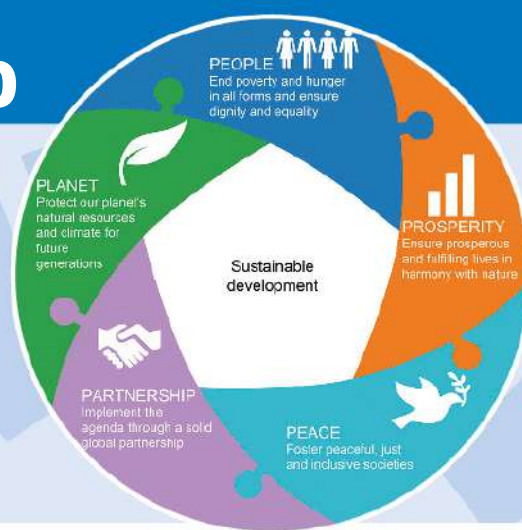 PEOPLE
End poverty and hunger
in all forms and ensure
dignity and equality
PROSPERITY
Ensure prosperous
and fulfilling lives in
harmony with nature
PEACE
Foster peaceful, just
and inclusive societies
PARTNERSHIP
Implement the
agenda through a solid
global partnership
PLANET
Protect our planet's
natural resources
and climate for
future
generations
Sustainable
development